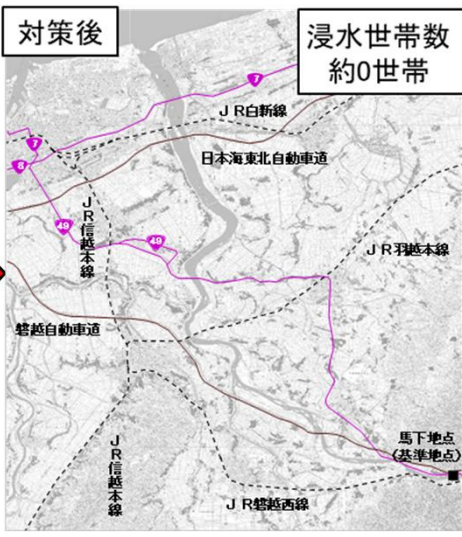 対策後
浸水世帯数
約0世帯
7
JR白新線
日本海東北自動車道
7
8
JR信越本線
49
49
JR羽越本線
磐越自動車道
馬下地点
(基準地点)
JR信越本線
JR磐越西線